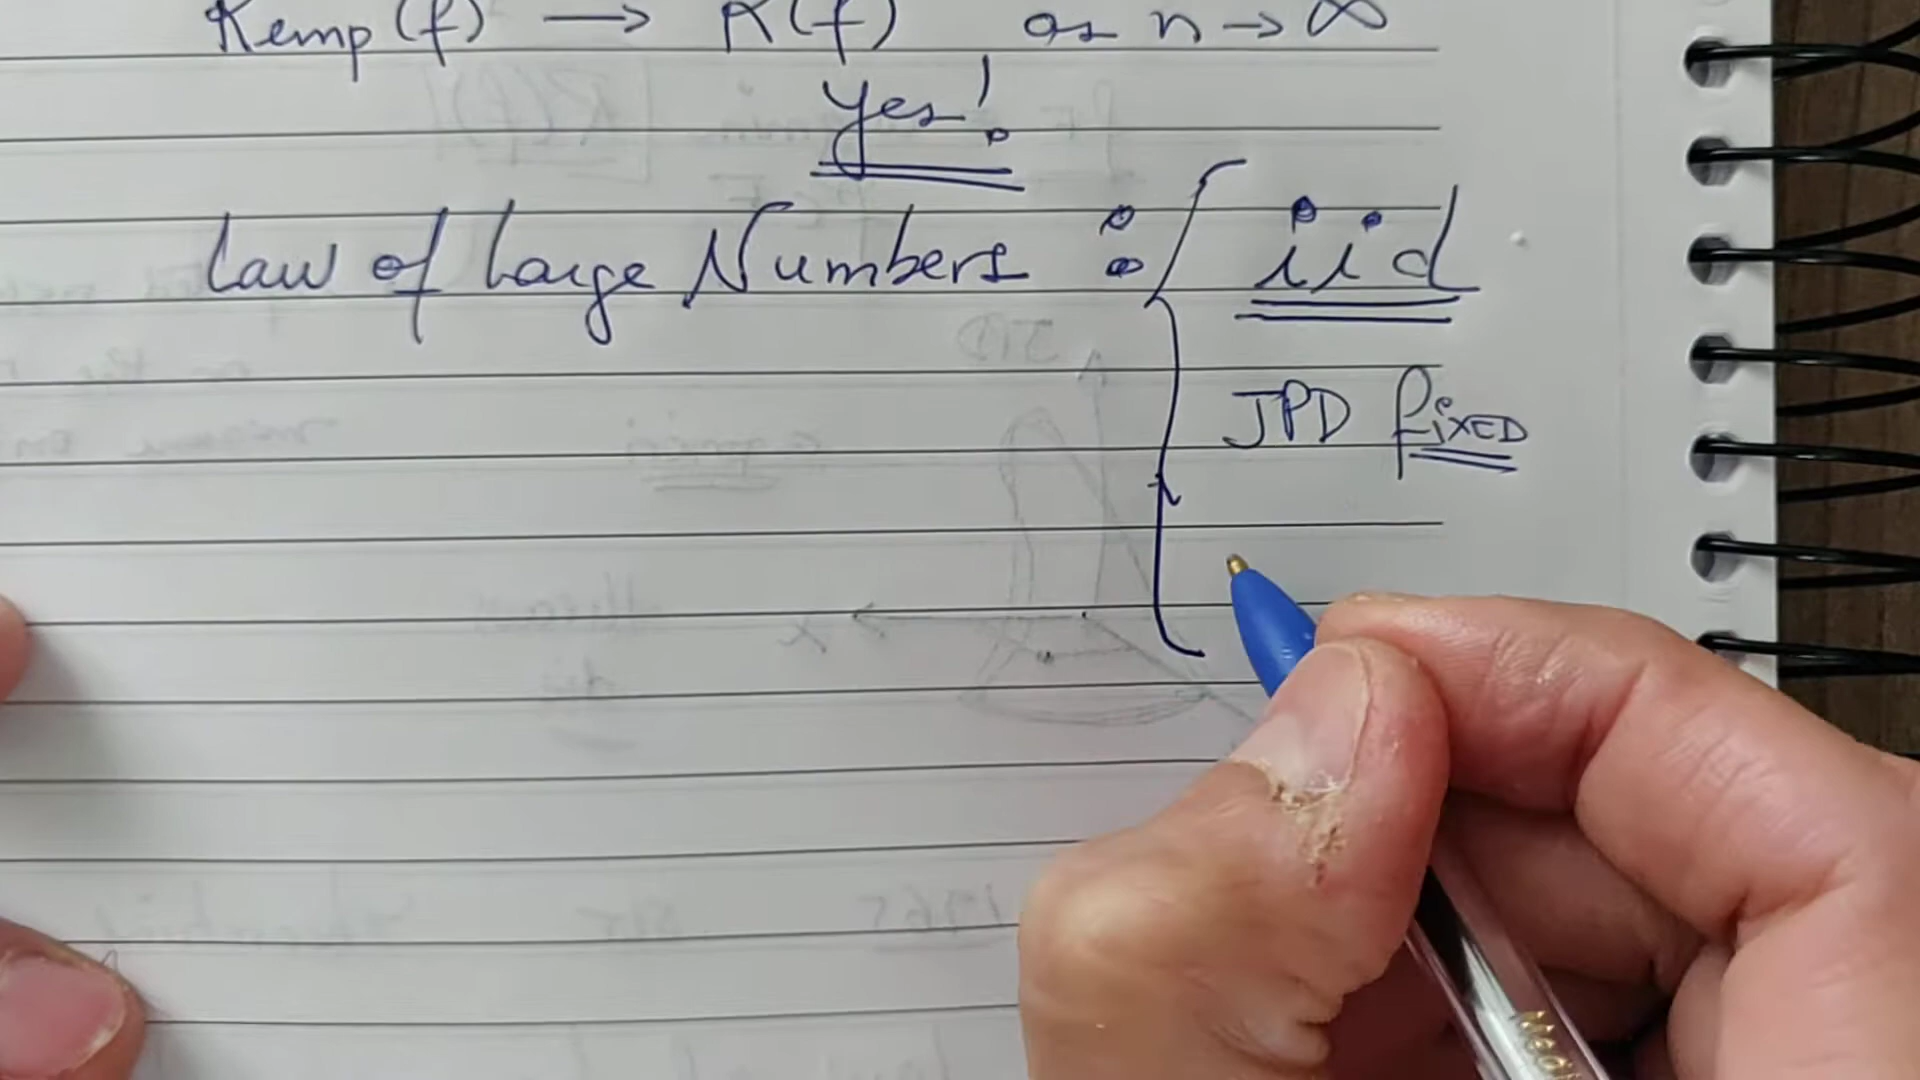 Remp (f) → R(f) as n → ∞
Yes!
Law of Large Numbers : { iid
JPD fixED